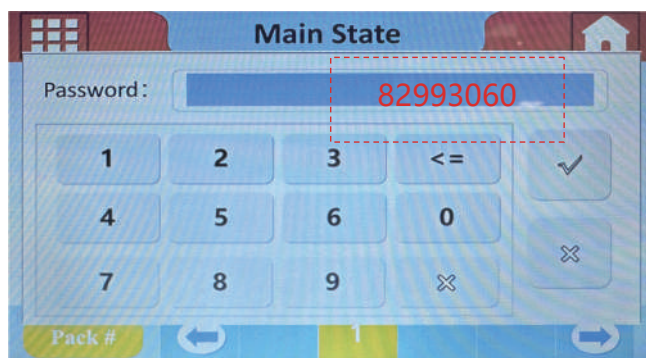 Main State
Password:
82993060
1 2 3 <=
4 5 6 0
7 8 9
Pack # 1